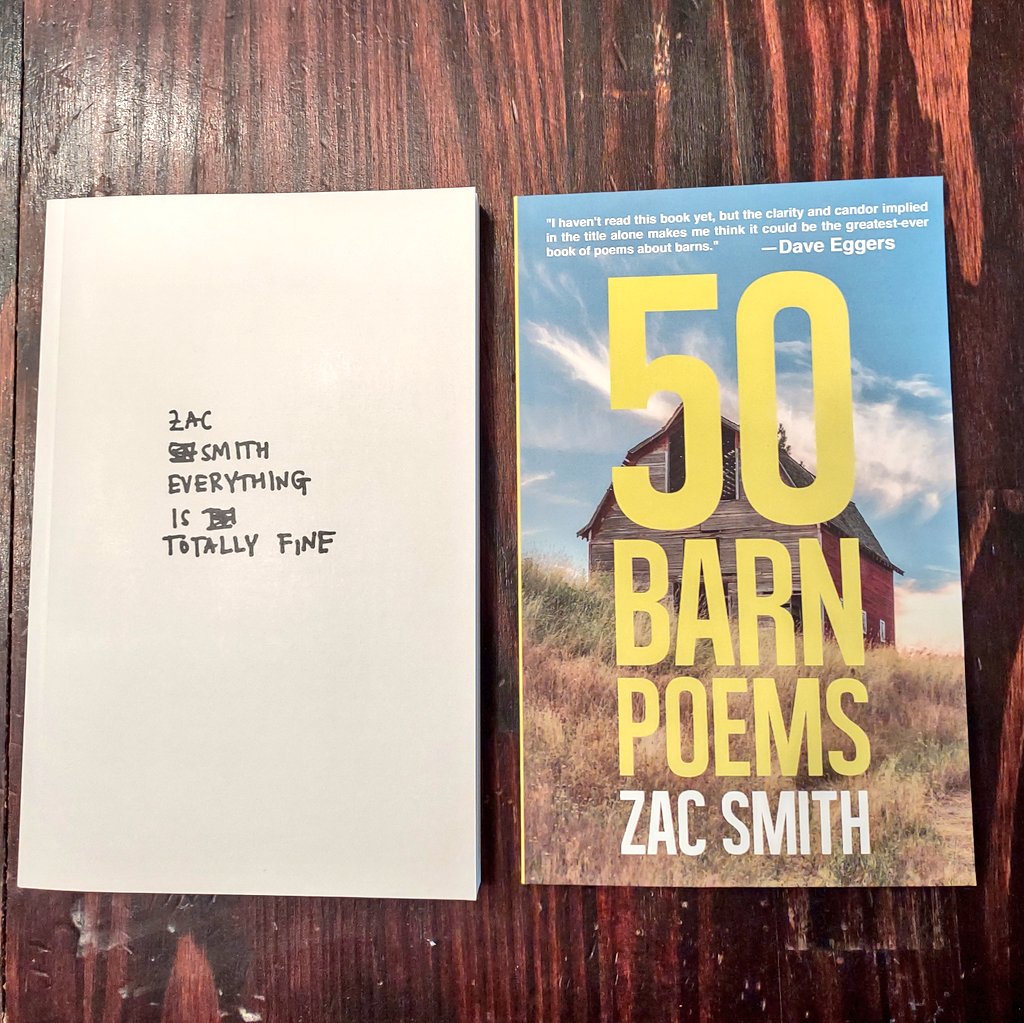 ZAC
SMITH
EVERYTHING
IS
TOTALLY FINE
"I haven't read this book yet, but the clarity and candor implied
in the title alone makes me think it could be the greatest-ever
book of poems about barns." —Dave Eggers
50
BARN
POEMS
ZAC SMITH